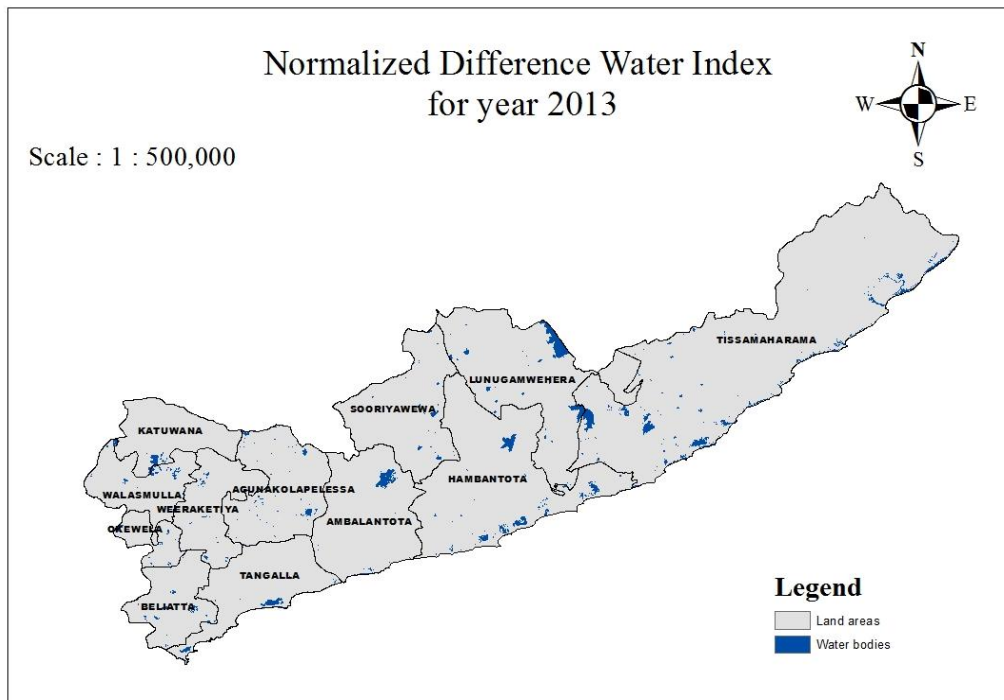 Normalized Difference Water Index
for year 2013
N
W
E
S
Scale : 1 : 500,000
TISSAMAHARAMA
LUNUGAMWEHERA
SOORIYAWEWA
KATUWANA
HAMBANTOTA
AGUNAKOLAPELESSA
WALASMULLA
WEERAKETIYA
AMBALANTOTA
OKEWELA
TANGALLA
BELIATTA
Legend
Land areas
Water bodies